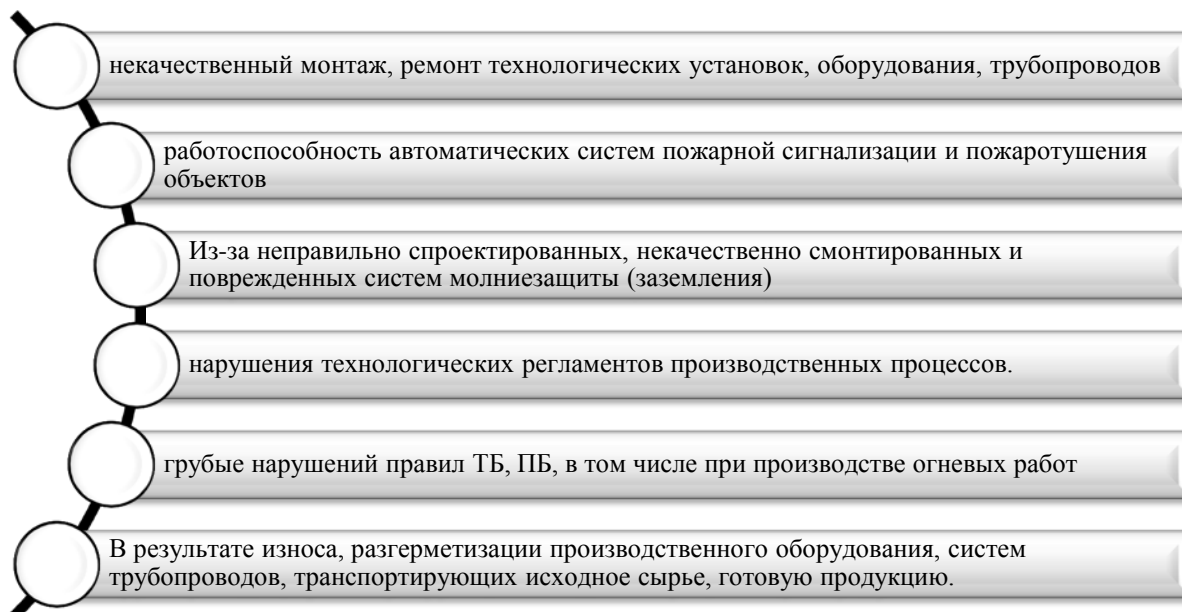 некачественный монтаж, ремонт технологических установок, оборудования, трубопроводов
работоспособность автоматических систем пожарной сигнализации и пожаротушения
объектов
Из-за неправильно спроектированных, некачественно смонтированных и
поврежденных систем молниезащиты (заземления)
нарушения технологических регламентов производственных процессов.
грубые нарушений правил ТБ, ПБ, в том числе при производстве огневых работ
В результате износа, разгерметизации производственного оборудования, систем
трубопроводов, транспортирующих исходное сырье, готовую продукцию.